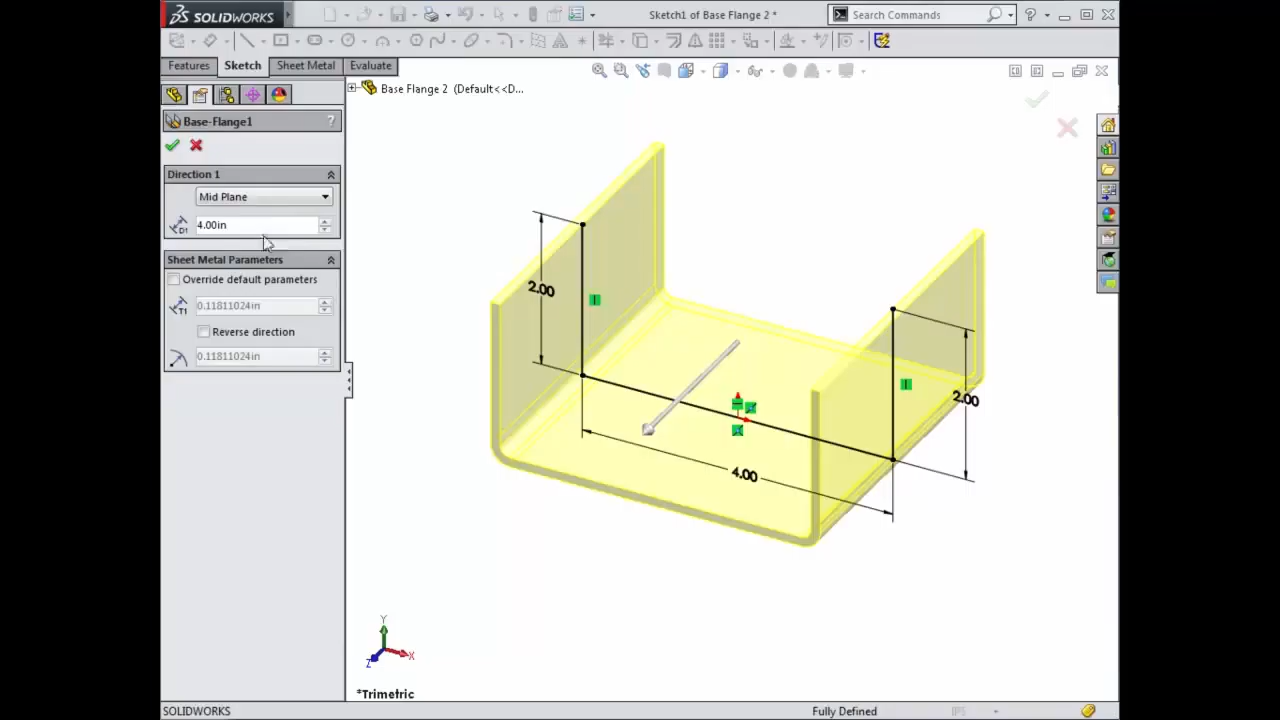 SOLIDWORKS
Sketch1 of Base Flange 2 *
Search Commands
?
Features
Sketch
Sheet Metal
Evaluate
Base Flange 2 (Default<<D...
Base-Flange1
?
Direction 1
Mid Plane
D1
4.00in
Sheet Metal Parameters
Override default parameters
T1
0.11811024in
Reverse direction
0.11811024in
2.00
2.00
4.00
Y
X
Z
*Trimetric
SOLIDWORKS
Fully Defined